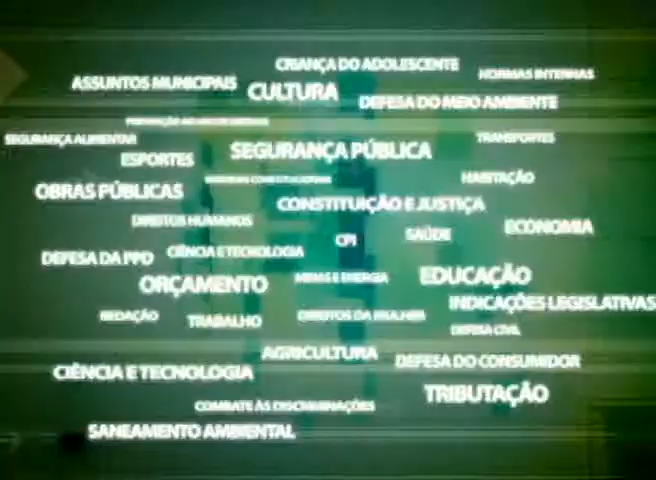 CRIANÇA DO ADOLESCENTE
NORMAS INTERNAS
ASSUNTOS MUNICIPAIS
CULTURA
DEFESA DO MEIO AMBIENTE
SEGURANÇA ALIMENTAR
TRANSPORTES
ESPORTES
SEGURANÇA PÚBLICA
HABITAÇÃO
OBRAS PÚBLICAS
CONSTITUIÇÃO E JUSTIÇA
DIREITOS HUMANOS
ECONOMIA
CPI
SAÚDE
DEFESA DA PPD
CIÊNCIA E TECNOLOGIA
ORÇAMENTO
MINAS E ENERGIA
EDUCAÇÃO
INDICAÇÕES LEGISLATIVAS
REDAÇÃO
TRABALHO
DIREITOS DA MULHER
DEFESA CIVIL
AGRICULTURA
DEFESA DO CONSUMIDOR
CIÊNCIA E TECNOLOGIA
TRIBUTAÇÃO
COMBATE ÀS DISCRIMINAÇÕES
SANEAMENTO AMBIENTAL